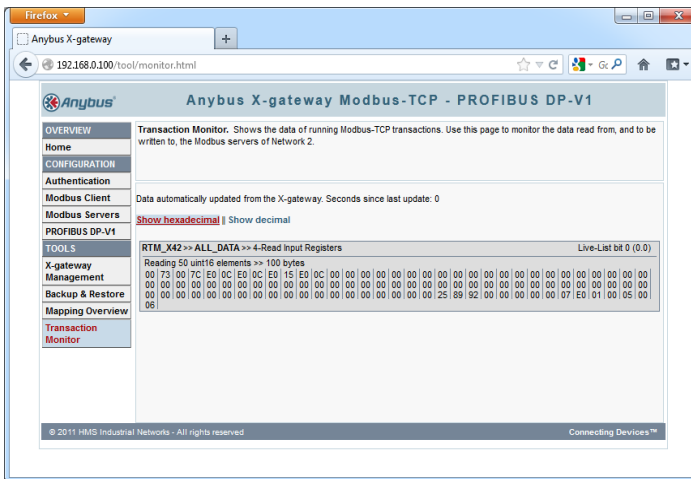 Firefox
Anybus X-gateway
192.168.0.100/tool/monitor.html
Anybus
Anybus X-gateway Modbus-TCP - PROFIBUS DP-V1
OVERVIEW
Home
CONFIGURATION
Authentication
Modbus Client
Modbus Servers
PROFIBUS DP-V1
TOOLS
X-gateway
Management
Backup & Restore
Mapping Overview
Transaction
Monitor
Transaction Monitor. Shows the data of running Modbus-TCP transactions. Use this page to monitor the data read from, and to be
written to, the Modbus servers of Network 2.
Data automatically updated from the X-gateway. Seconds since last update: 0
Show hexadecimal || Show decimal
RTM_X42 >> ALL_DATA >> 4-Read Input Registers Live-List bit 0 (0.0)
Reading 50 uint16 elements >> 100 bytes
00 | 73 | 00 | 7C | E0 | 0C | E0 | 0C | E0 | 15 | E0 | 0C | 00 | 00 | 00 | 00 | 00 | 00 | 00 | 00 | 00 | 00 | 00 | 00 | 00 | 00 | 00 | 00 | 00 | 00 | 00 | 00 | 00 |
00 | 00 | 00 | 00 | 00 | 00 | 00 | 00 | 00 | 00 | 00 | 00 | 00 | 00 | 00 | 00 | 00 | 00 | 00 | 00 | 00 | 00 | 00 | 00 | 00 | 00 | 00 | 00 | 00 | 00 | 00 | 00 | 00 |
00 | 00 | 00 | 00 | 00 | 00 | 00 | 00 | 00 | 00 | 00 | 00 | 00 | 00 | 00 | 00 | 00 | 00 | 00 | 25 | 89 | 92 | 00 | 00 | 00 | 00 | 00 | 07 | E0 | 01 | 00 | 05 | 00 |
06 |
© 2011 HMS Industrial Networks - All rights reserved Connecting Devices™